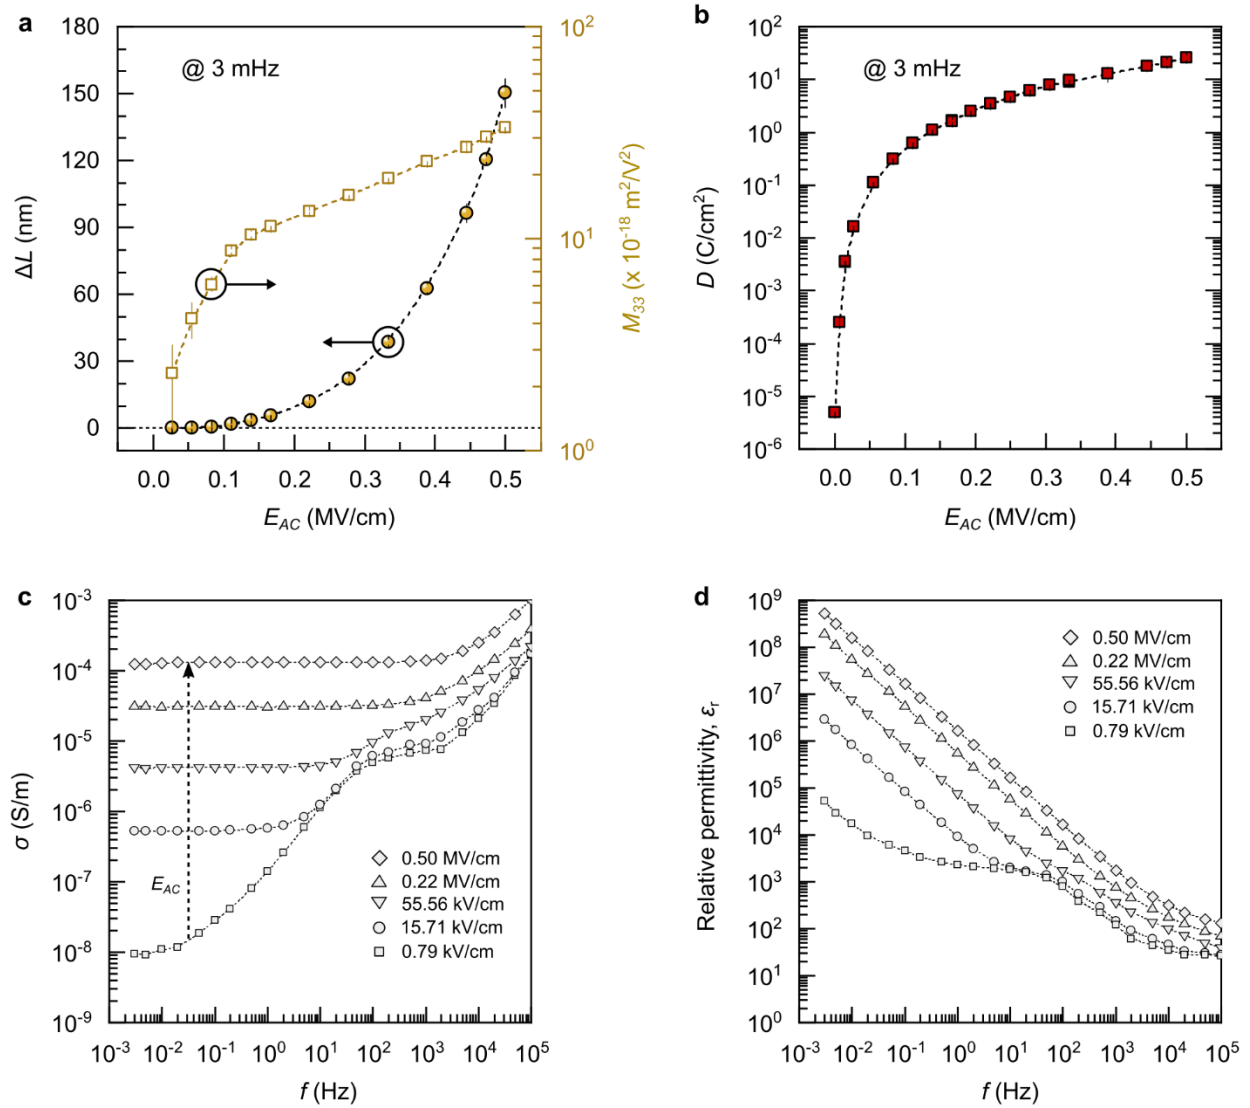 a
180
150
120
90
60
30
0
ΔL (nm)
@ 3 mHz
10²
10¹
10⁰
M₃₃ (x 10⁻¹⁸ m²/V²)
0.0 0.1 0.2 0.3 0.4 0.5
E_AC (MV/cm)
b
10²
10¹
10⁰
10⁻¹
10⁻²
10⁻³
10⁻⁴
10⁻⁵
10⁻⁶
D (C/cm²)
@ 3 mHz
0.0 0.1 0.2 0.3 0.4 0.5
E_AC (MV/cm)
c
10⁻³
10⁻⁴
10⁻⁵
10⁻⁶
10⁻⁷
10⁻⁸
10⁻⁹
σ (S/m)
E_AC
0.50 MV/cm
0.22 MV/cm
55.56 kV/cm
15.71 kV/cm
0.79 kV/cm
10⁻³ 10⁻² 10⁻¹ 10⁰ 10¹ 10² 10³ 10⁴ 10⁵
f (Hz)
d
10⁹
10⁸
10⁷
10⁶
10⁵
10⁴
10³
10²
10¹
10⁰
Relative permittivity, εᵣ
0.50 MV/cm
0.22 MV/cm
55.56 kV/cm
15.71 kV/cm
0.79 kV/cm
10⁻³ 10⁻² 10⁻¹ 10⁰ 10¹ 10² 10³ 10⁴ 10⁵
f (Hz)